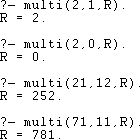 ?- multi(2,1,R).
R = 2.
?- multi(2,0,R).
R = 0.
?- multi(21,12,R).
R = 252.
?- multi(71,11,R).
R = 781.